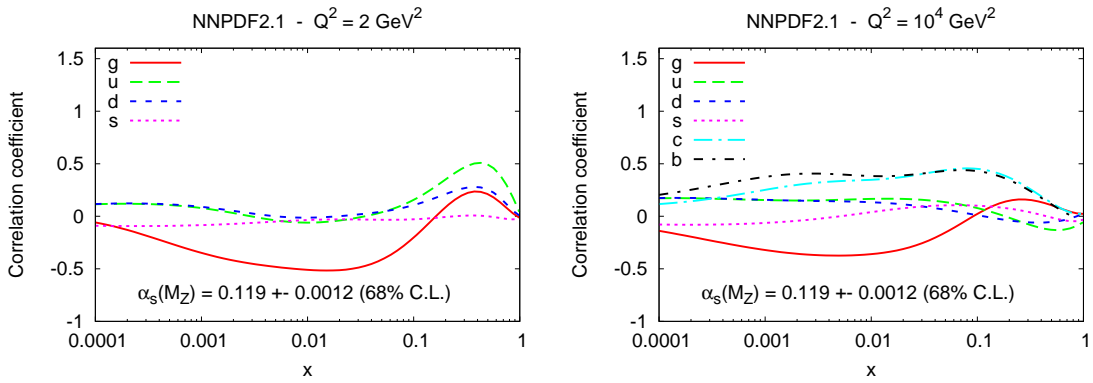 NNPDF2.1 - Q² = 2 GeV²
Correlation coefficient
1.5
1
0.5
0
-0.5
-1
g
u
d
s
α_s(M_Z) = 0.119 +- 0.0012 (68% C.L.)
0.0001
0.001
0.01
0.1
1
x
NNPDF2.1 - Q² = 10⁴ GeV²
Correlation coefficient
1.5
1
0.5
0
-0.5
-1
g
u
d
s
c
b
α_s(M_Z) = 0.119 +- 0.0012 (68% C.L.)
0.0001
0.001
0.01
0.1
1
x